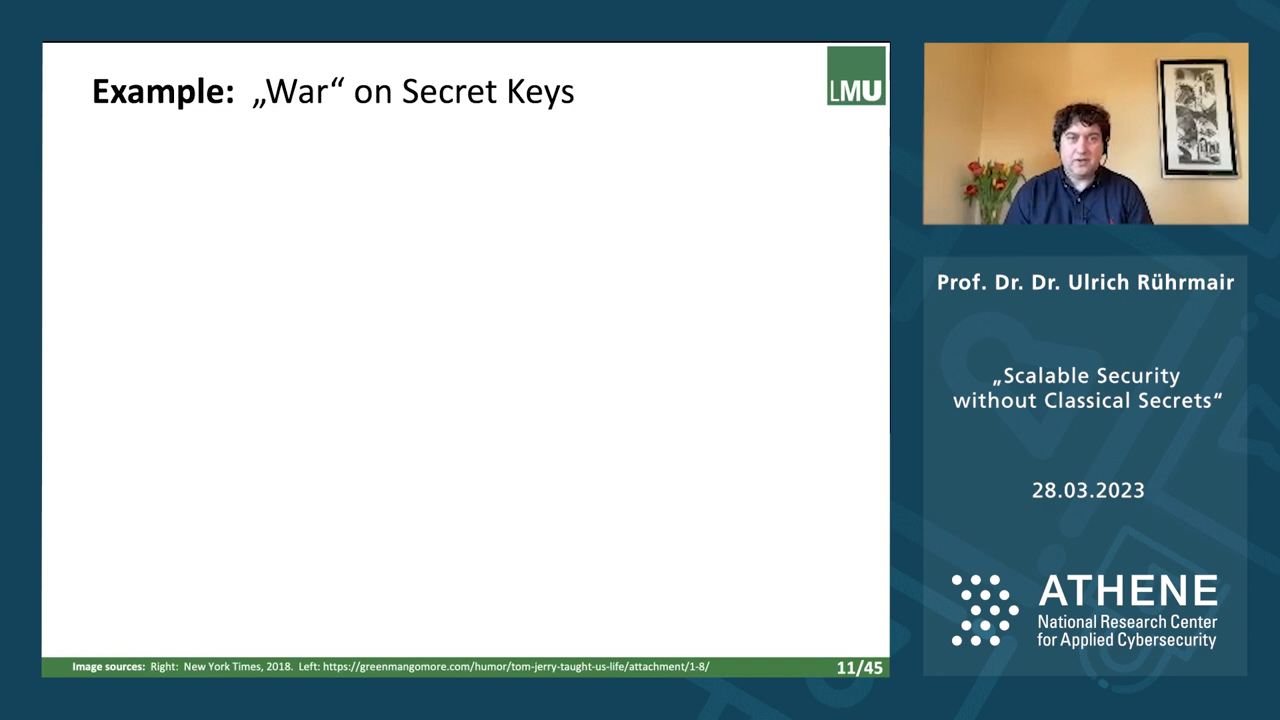 Example: „War“ on Secret Keys
LMU
Image sources: Right: New York Times, 2018. Left: https://greenmangomore.com/humor/tom-jerry-taught-us-life/attachment/1-8/
11/45
Prof. Dr. Dr. Ulrich Rührmair
„Scalable Security
without Classical Secrets“
28.03.2023
ATHENE
National Research Center
for Applied Cybersecurity